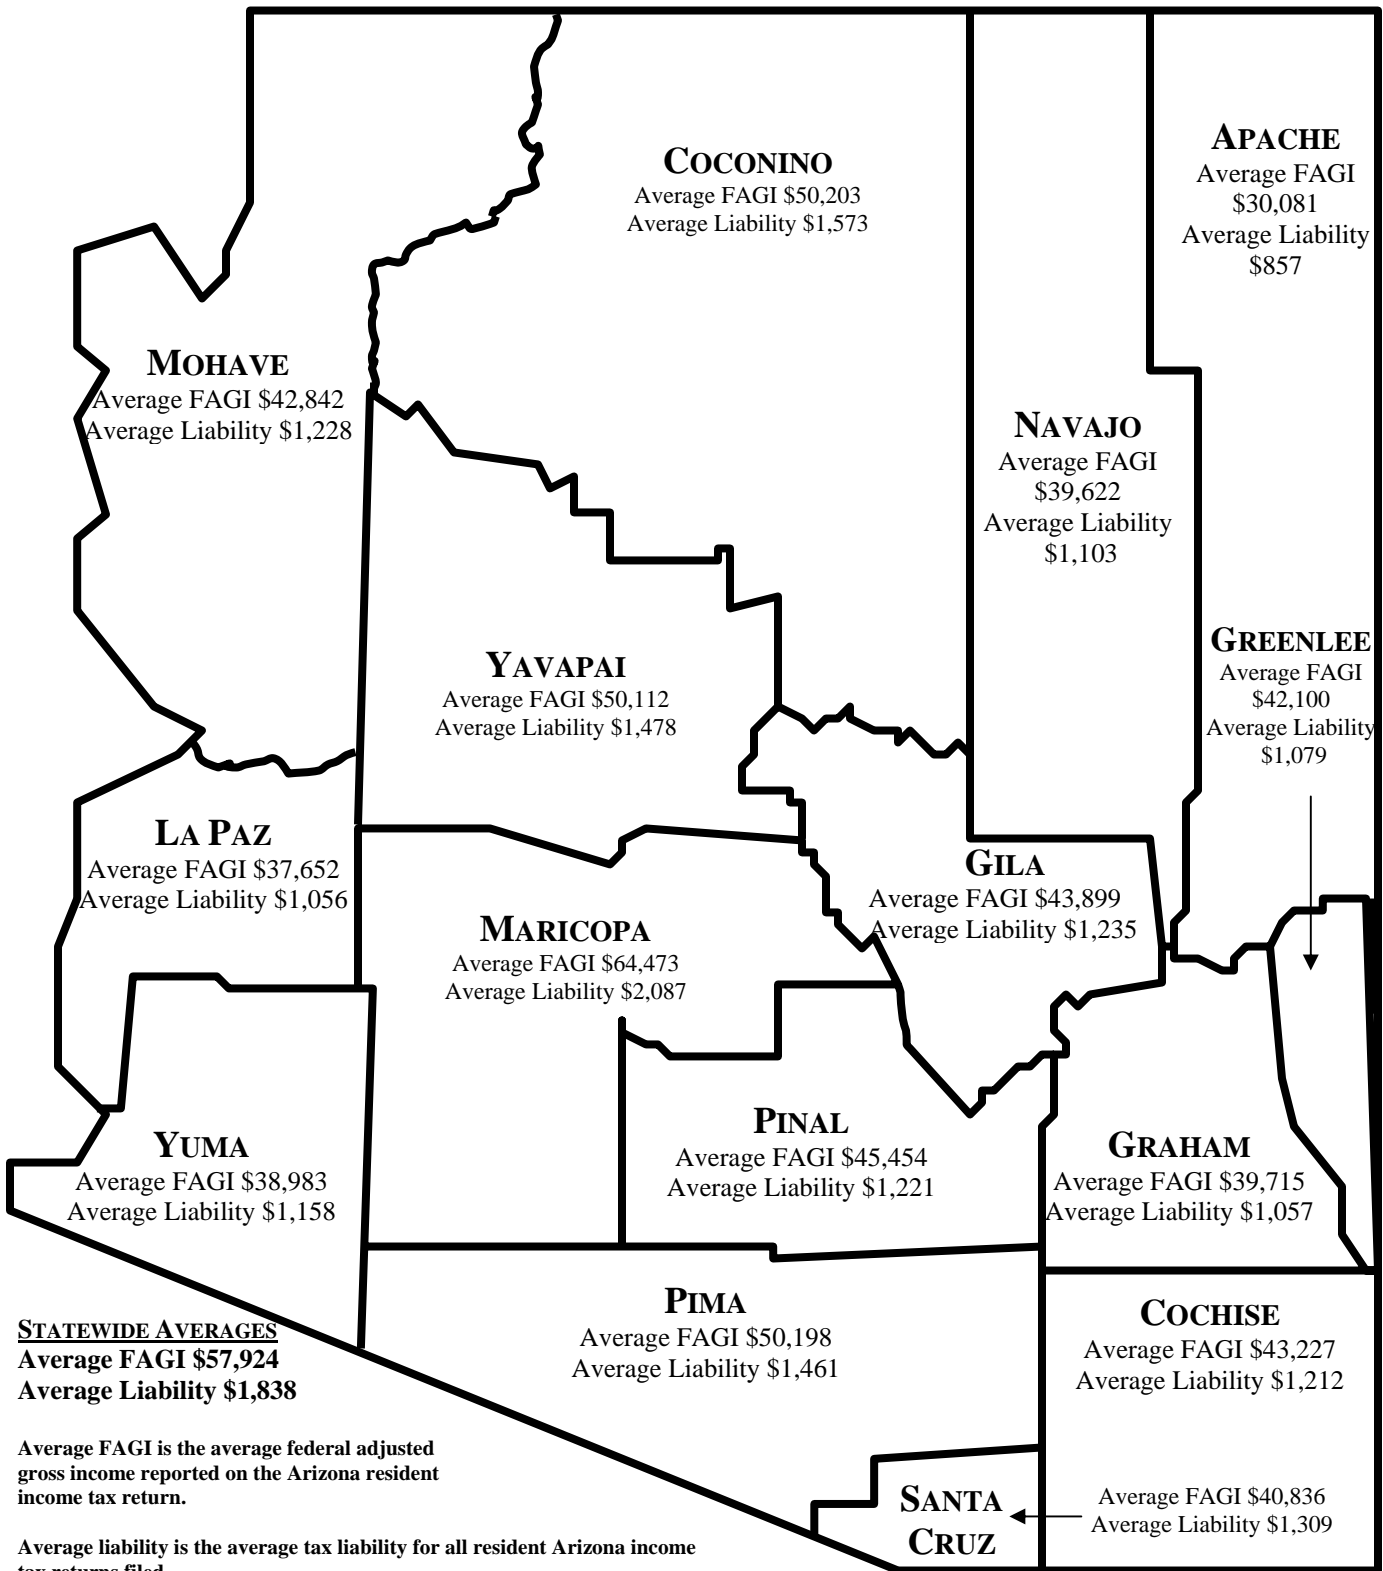 COCONINO
Average FAGI $50,203
Average Liability $1,573
APACHE
Average FAGI
$30,081
Average Liability
$857
MOHAVE
Average FAGI $42,842
Average Liability $1,228
NAVAJO
Average FAGI
$39,622
Average Liability
$1,103
GREENLEE
Average FAGI
$42,100
Average Liability
$1,079
YAVAPAI
Average FAGI $50,112
Average Liability $1,478
LA PAZ
Average FAGI $37,652
Average Liability $1,056
GILA
Average FAGI $43,899
Average Liability $1,235
MARICOPA
Average FAGI $64,473
Average Liability $2,087
PINAL
Average FAGI $45,454
Average Liability $1,221
GRAHAM
Average FAGI $39,715
Average Liability $1,057
YUMA
Average FAGI $38,983
Average Liability $1,158
PIMA
Average FAGI $50,198
Average Liability $1,461
COCHISE
Average FAGI $43,227
Average Liability $1,212
STATEWIDE AVERAGES
Average FAGI $57,924
Average Liability $1,838
Average FAGI is the average federal adjusted
gross income reported on the Arizona resident
income tax return.
SANTA
CRUZ
Average FAGI $40,836
Average Liability $1,309
Average liability is the average tax liability for all resident Arizona income
tax returns filed